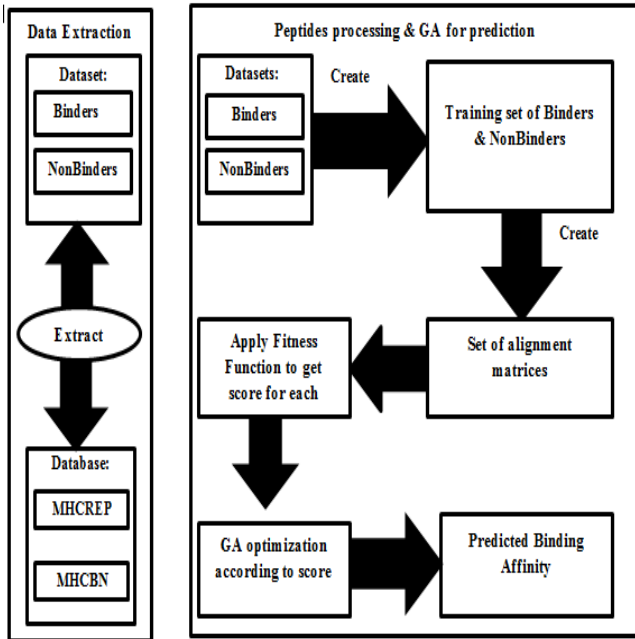 Data Extraction
Dataset:
Binders
NonBinders
Extract
Database:
MHCREP
MHCBN
Peptides processing & GA for prediction
Datasets:
Binders
NonBinders
Create
Training set of Binders
& NonBinders
Create
Set of alignment
matrices
Apply Fitness
Function to get
score for each
GA optimization
according to score
Predicted Binding
Affinity